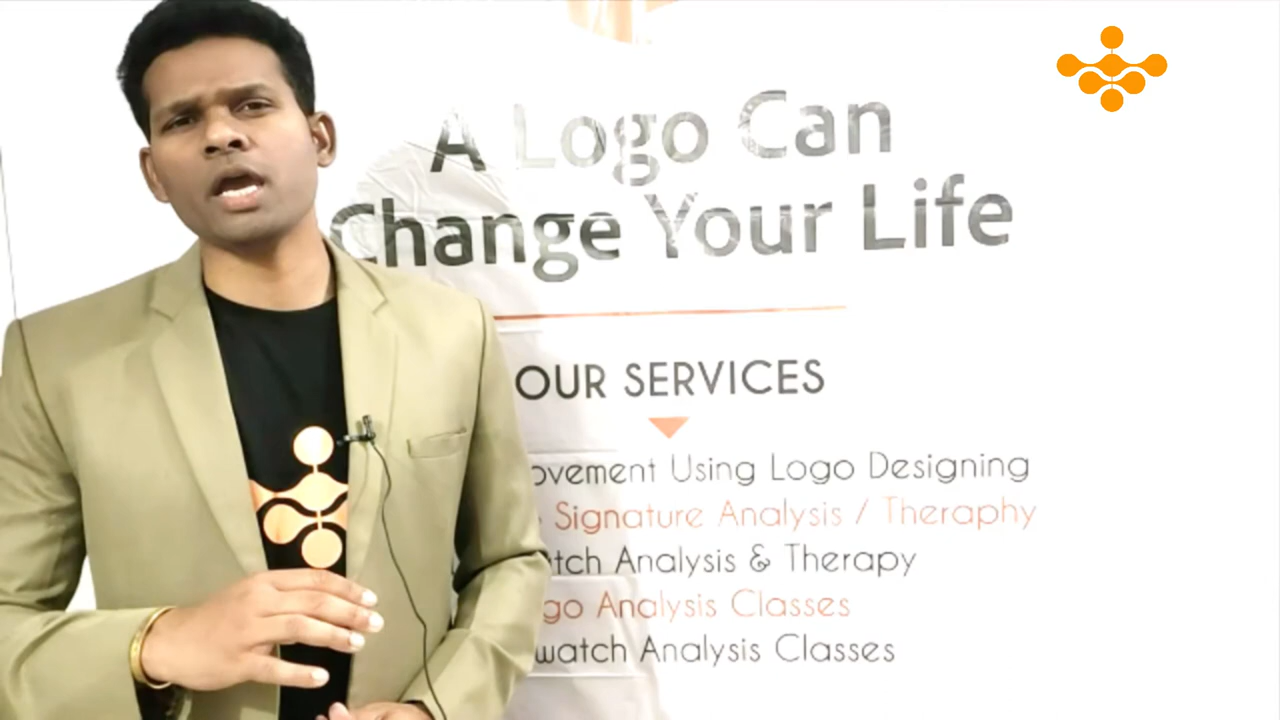 A Logo Can
Change Your Life
OUR SERVICES
Using Logo Designing
Signature Analysis / Theraphy
Analysis & Therapy
Analysis Classes
Analysis Classes